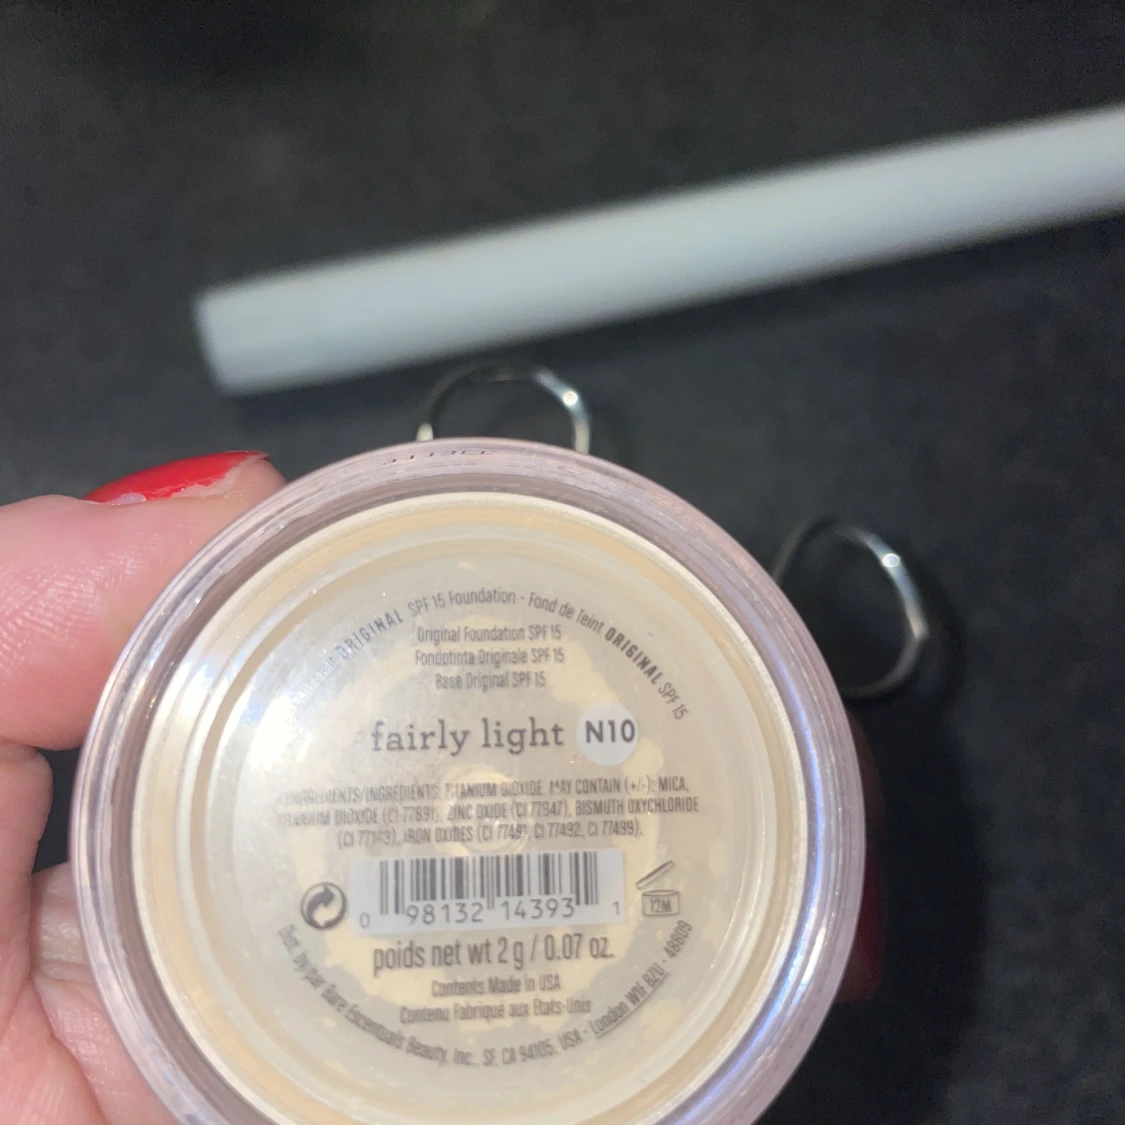 ORIGINAL SPF 15 Foundation - Fond de Teint ORIGINAL SPF 15
Original Foundation SPF 15
Fondotinta Originale SPF 15
Base Original SPF 15
fairly light N10
INGREDIENTS/INGREDIENTS: TITANIUM DIOXIDE. MAY CONTAIN (+/-): MICA,
TITANIUM DIOXIDE (CI 77891), ZINC OXIDE (CI 77947), BISMUTH OXYCHLORIDE
(CI 77163), IRON OXIDES (CI 77491, CI 77492, CI 77499).
0 98132 14393 1
12M
poids net wt 2 g / 0.07 oz.
Contents Made in USA
Contenu Fabriqué aux États-Unis
Dist. by/par Bare Escentuals Beauty, Inc., SF, CA 94105, USA - London W1F 8ZU - 48609